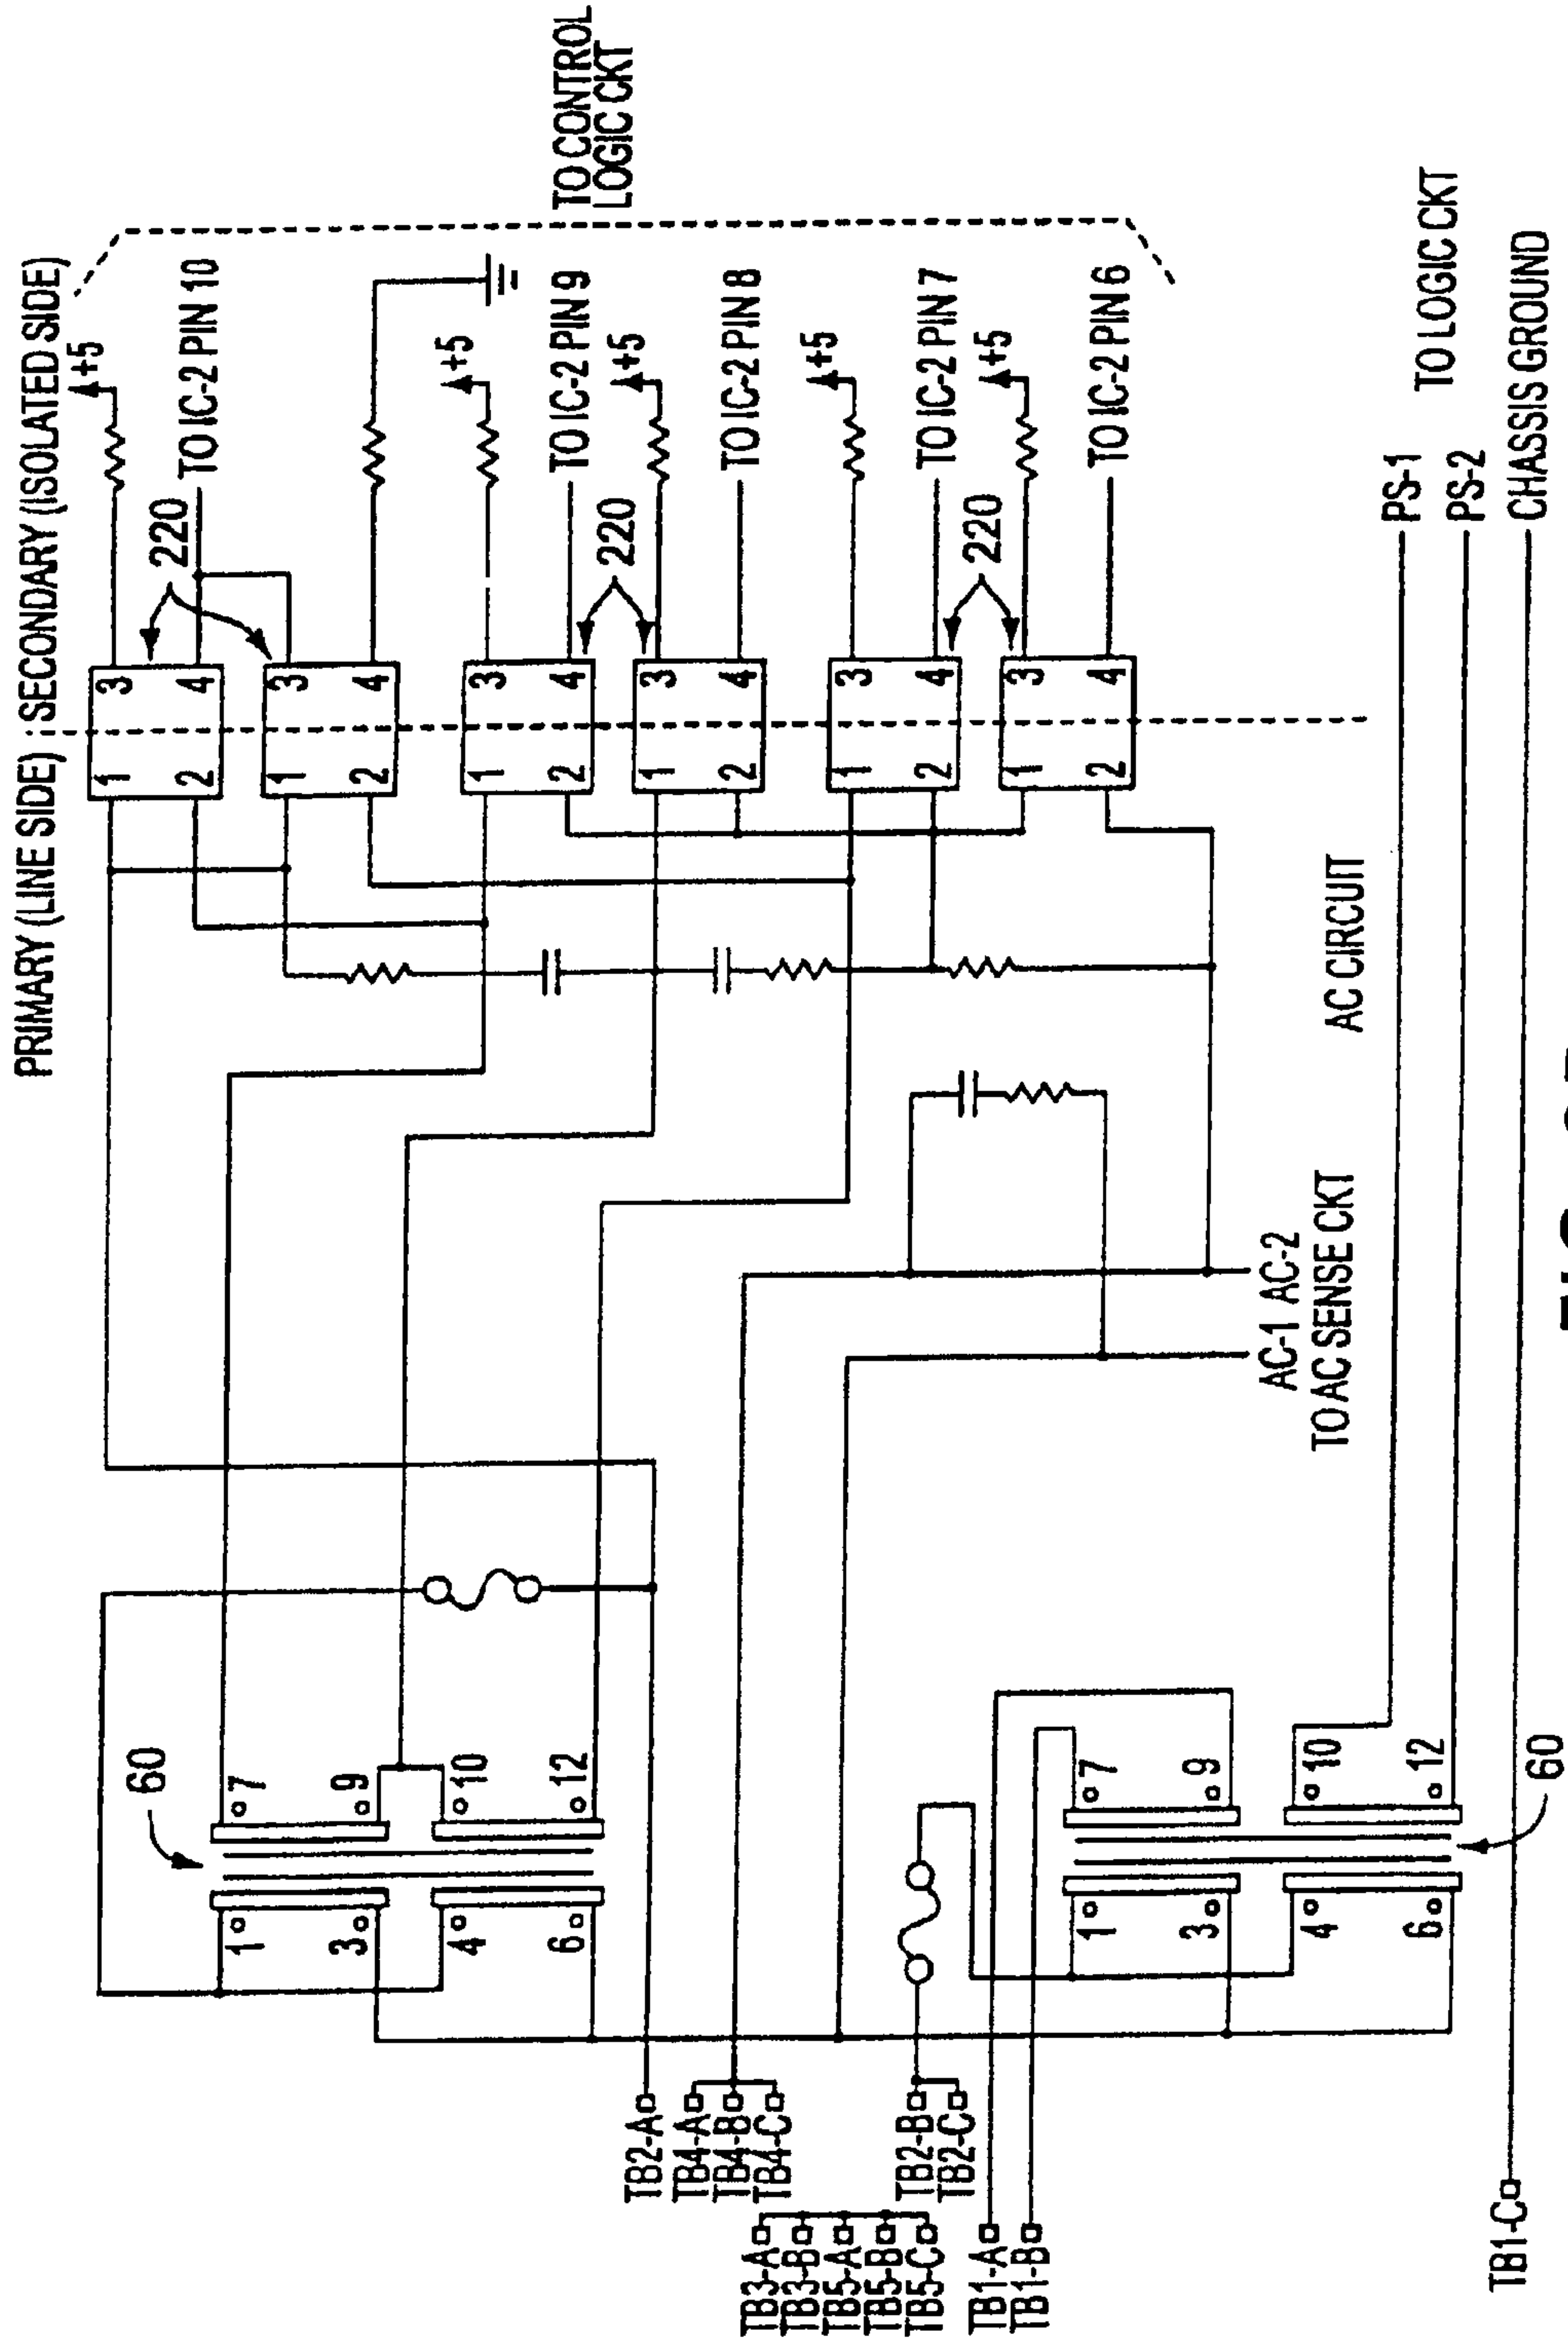 PRIMARY (LINE SIDE) : SECONDARY (ISOLATED SIDE)
1 3
2 4
+5
220
TO IC-2 PIN 10
1 3
2 4
1 3
2 4
+5
TO IC-2 PIN 9
220
1 3
2 4
+5
TO IC-2 PIN 8
1 3
2 4
+5
TO IC-2 PIN 7
220
1 3
2 4
+5
TO IC-2 PIN 6
TO CONTROL
LOGIC CKT
60
1 7
3 9
4 10
6 12
TB2-A
TB4-A
TB4-B
TB4-C
TB3-A
TB3-B
TB5-A
TB5-B
TB5-C
TB2-B
TB2-C
TB1-A
TB1-B
1 7
3 9
4 10
6 12
60
AC-1 AC-2
TO AC SENSE CKT
AC CIRCUIT
PS-1
PS-2
TO LOGIC CKT
TB1-C
CHASSIS GROUND